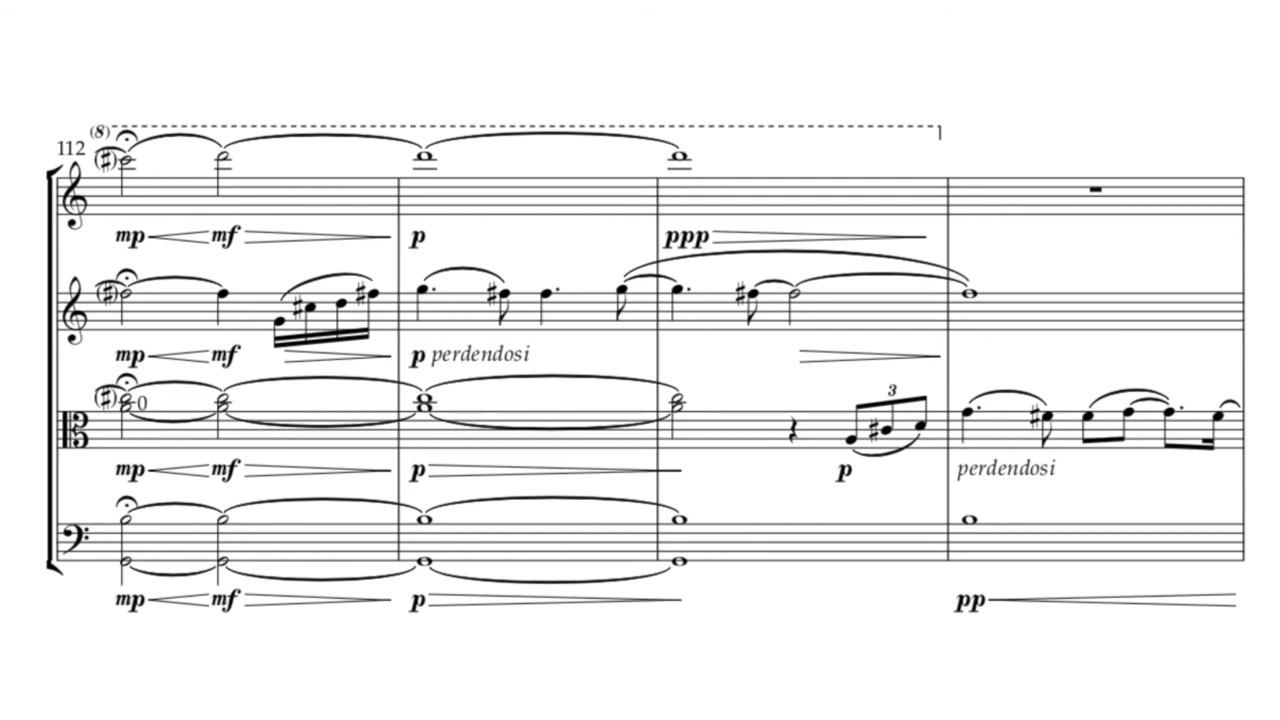 (8)
112
mp mf p ppp
mp mf p perdendosi
0
3
mp mf p p perdendosi
mp mf p pp